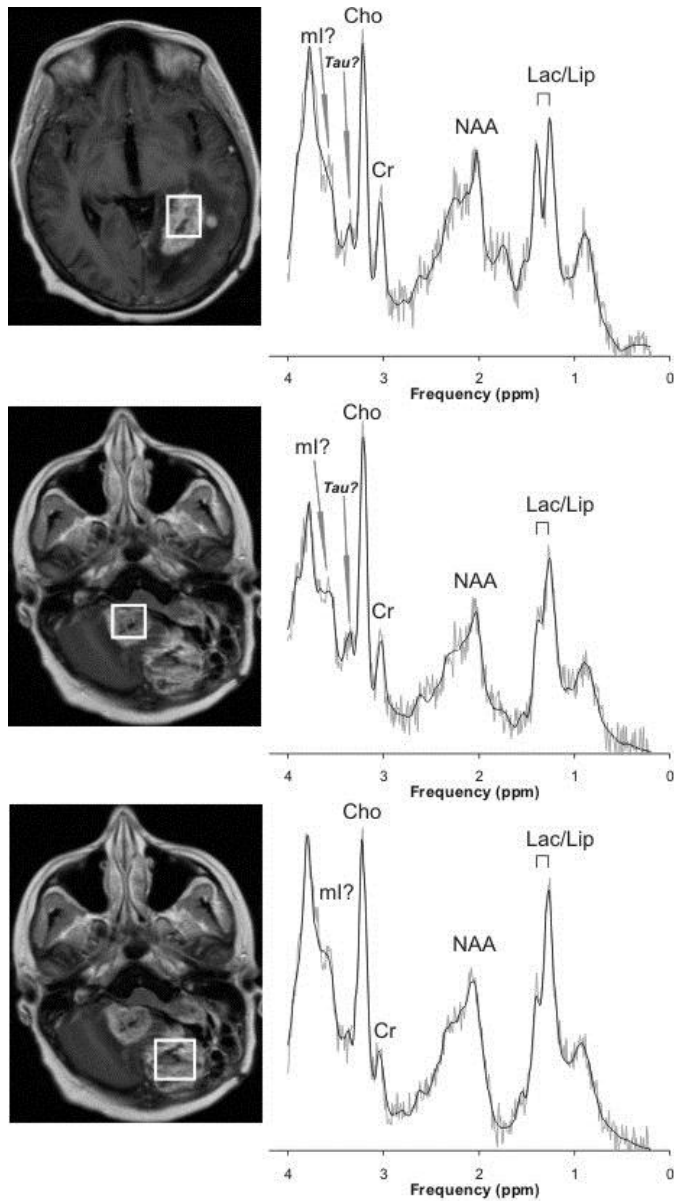 Cho
mI?
Tau?
Lac/Lip
NAA
Cr
4 3 2 1 0
Frequency (ppm)
Cho
mI?
Tau?
Lac/Lip
NAA
Cr
4 3 2 1 0
Frequency (ppm)
Cho
Lac/Lip
mI?
NAA
Cr
4 3 2 1 0
Frequency (ppm)